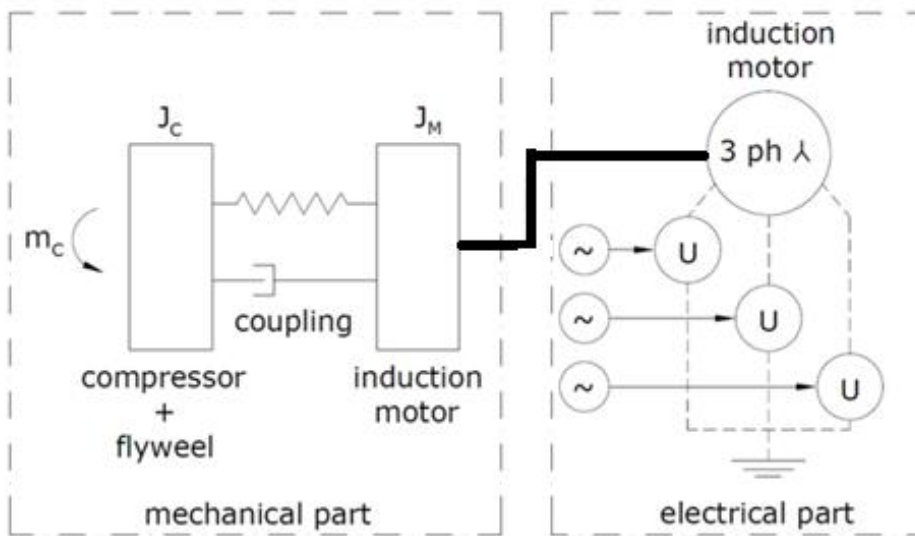 induction
motor
J_C
J_M
3 ph ⅄
m_C
~
U
~
U
~
U
coupling
compressor
+
flyweel
induction
motor
mechanical part
electrical part